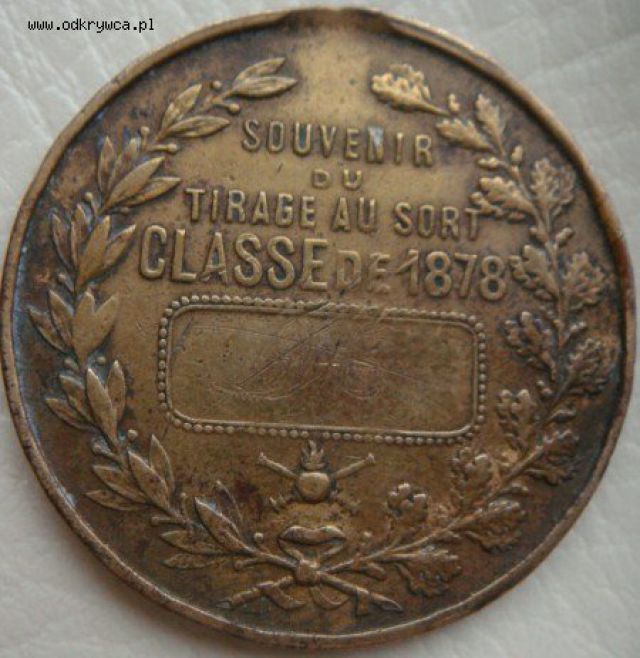 www.odkrywca.pl
SOUVENIR
DU
TIRAGE AU SORT
CLASSE DE 1878